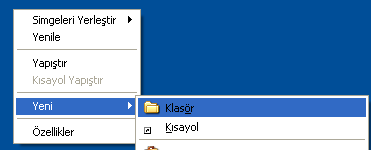 Simgeleri Yerleştir
Yenile
Yapıştır
Kısayol Yapıştır
Yeni
Özellikler
Klasör
Kısayol